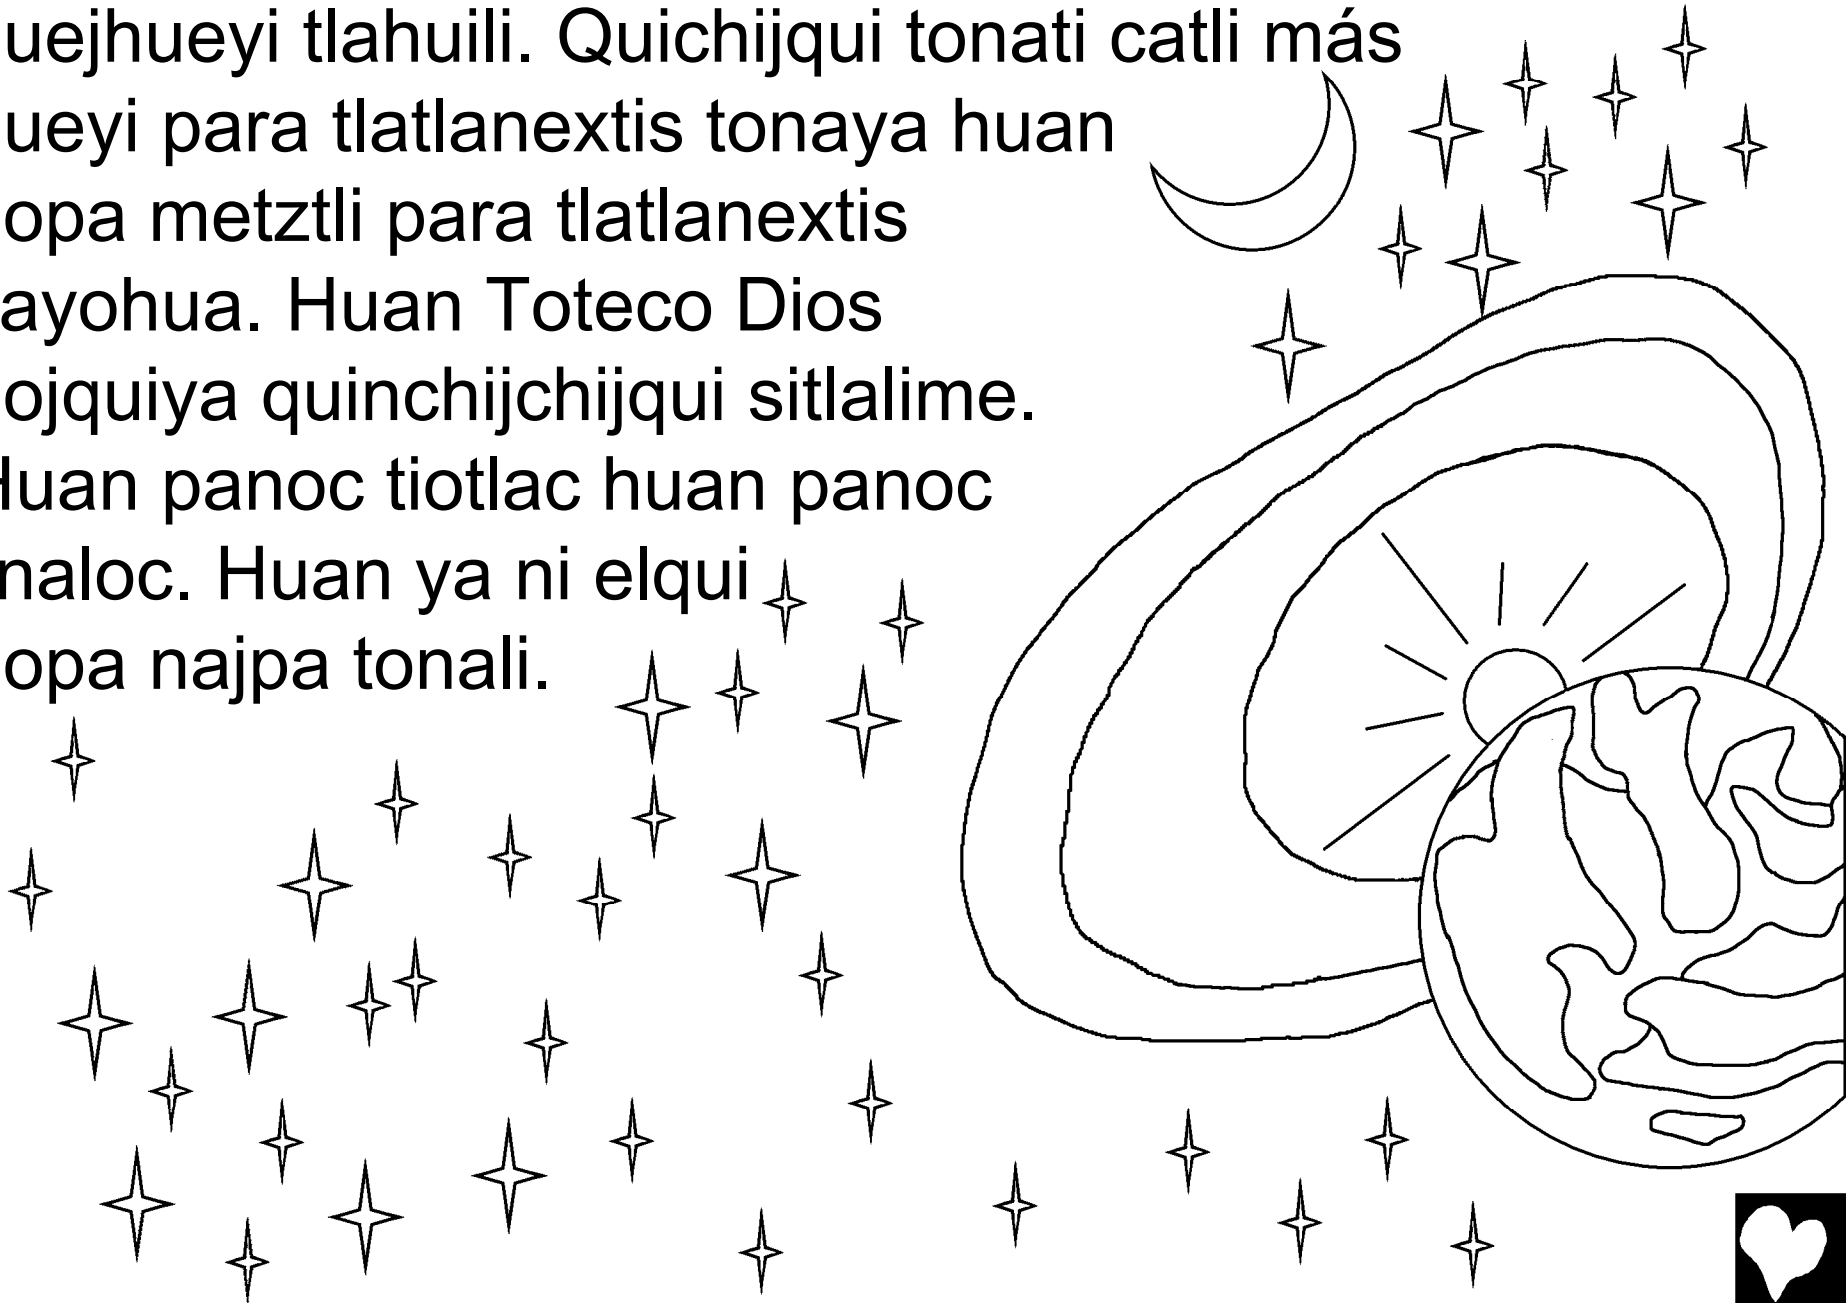 uejhueyi tlahuili. Quichijqui tonati catli más
ueyi para tlatlanextis tonaya huan
opa metztli para tlatlanextis
ayohua. Huan Toteco Dios
ojquiya quinchijchijqui sitlalime.
Huan panoc tiotlac huan panoc
naloc. Huan ya ni elqui
opa najpa tonali.